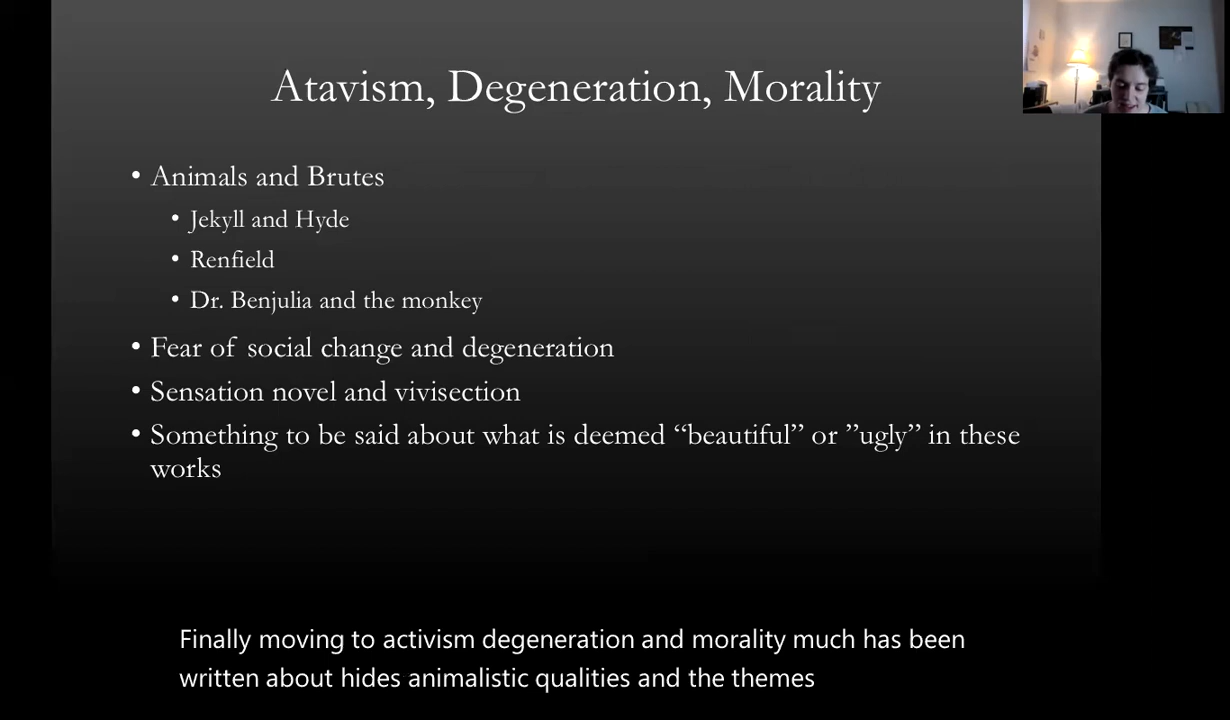 Atavism, Degeneration, Morality
• Animals and Brutes
• Jekyll and Hyde
• Renfield
• Dr. Benjulia and the monkey
• Fear of social change and degeneration
• Sensation novel and vivisection
• Something to be said about what is deemed “beautiful” or ”ugly” in these
works
Finally moving to activism degeneration and morality much has been
written about hides animalistic qualities and the themes